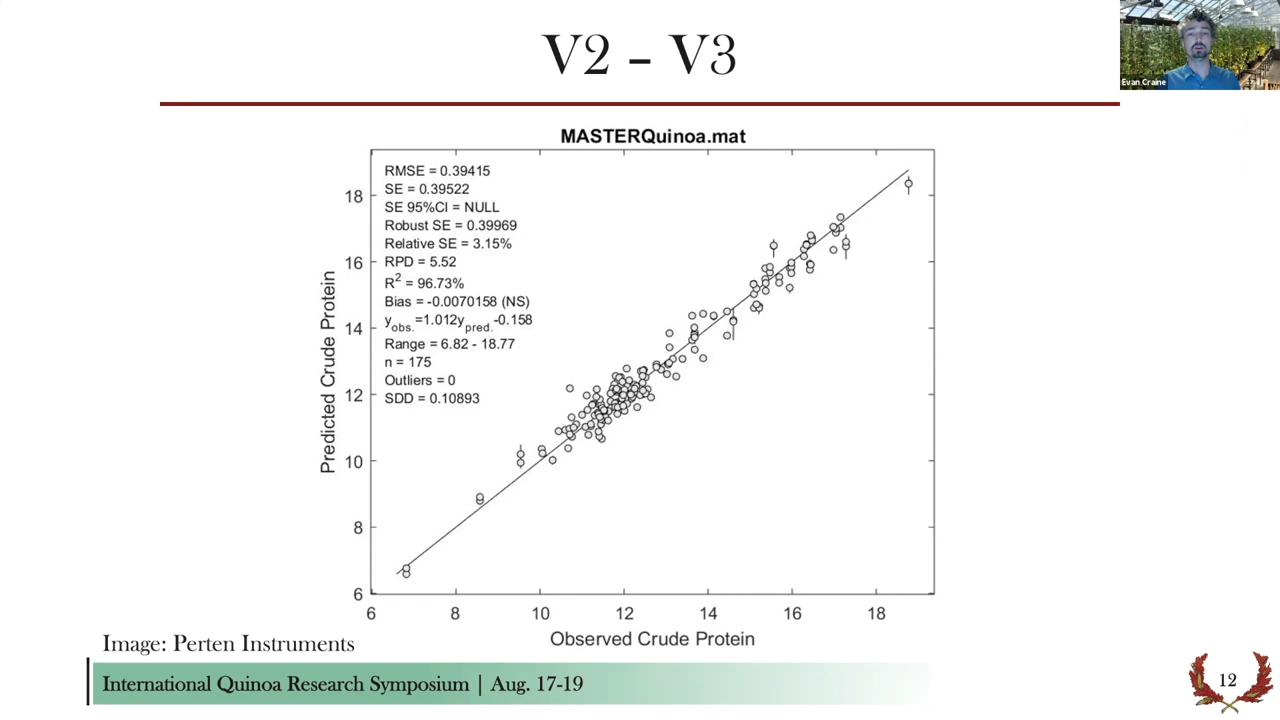 V2 – V3
Evan Craine
MASTERQuinoa.mat
RMSE = 0.39415
SE = 0.39522
SE 95%CI = NULL
Robust SE = 0.39969
Relative SE = 3.15%
RPD = 5.52
R2 = 96.73%
Bias = -0.0070158 (NS)
yobs.=1.012ypred.-0.158
Range = 6.82 - 18.77
n = 175
Outliers = 0
SDD = 0.10893
Predicted Crude Protein
18
16
14
12
10
8
6
6 8 10 12 14 16 18
Observed Crude Protein
Image: Perten Instruments
International Quinoa Research Symposium | Aug. 17-19
12